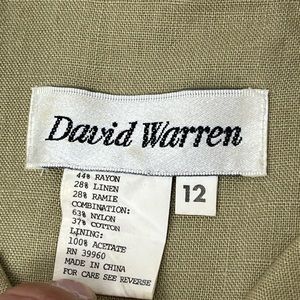 David Warren
44% RAYON
28% LINEN
28% RAMIE
COMBINATION:
63% NYLON
37% COTTON
LINING:
100% ACETATE
RN 39960
MADE IN CHINA
FOR CARE SEE REVERSE
12